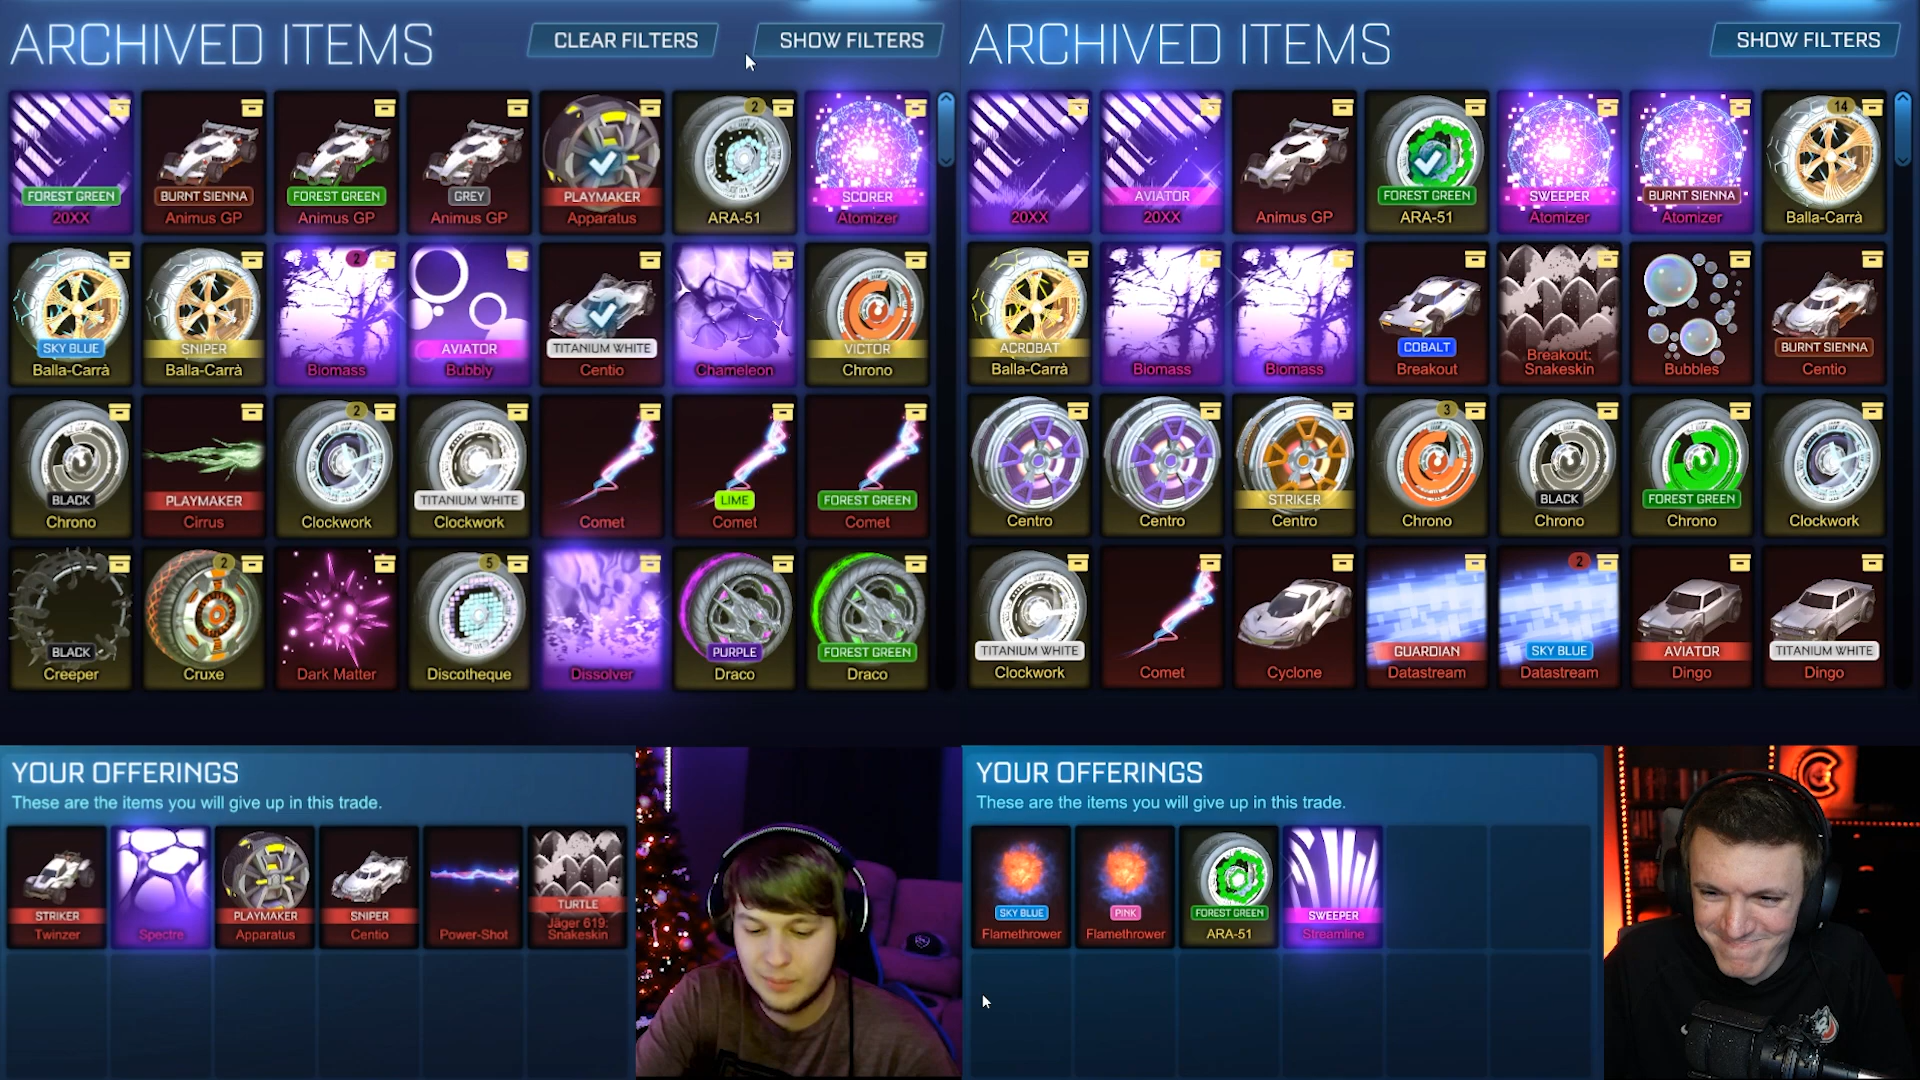 ARCHIVED ITEMS
CLEAR FILTERS
SHOW FILTERS
FOREST GREEN
20XX
BURNT SIENNA
Animus GP
FOREST GREEN
Animus GP
GREY
Animus GP
PLAYMAKER
Apparatus
2
ARA-51
SCORER
Atomizer
SKY BLUE
Balla-Carrà
SNIPER
Balla-Carrà
2
Biomass
AVIATOR
Bubbly
TITANIUM WHITE
Centio
Chameleon
VICTOR
Chrono
BLACK
Chrono
PLAYMAKER
Cirrus
2
Clockwork
TITANIUM WHITE
Clockwork
Comet
LIME
Comet
FOREST GREEN
Comet
BLACK
Creeper
2
Cruxe
Dark Matter
5
Discotheque
Dissolver
PURPLE
Draco
FOREST GREEN
Draco
ARCHIVED ITEMS
SHOW FILTERS
20XX
AVIATOR
20XX
Animus GP
FOREST GREEN
ARA-51
SWEEPER
Atomizer
BURNT SIENNA
Atomizer
14
Balla-Carrà
ACROBAT
Balla-Carrà
Biomass
Biomass
COBALT
Breakout
Breakout:
Snakeskin
Bubbles
BURNT SIENNA
Centio
Centro
Centro
STRIKER
Centro
3
Chrono
BLACK
Chrono
FOREST GREEN
Chrono
Clockwork
TITANIUM WHITE
Clockwork
Comet
Cyclone
GUARDIAN
Datastream
2
SKY BLUE
Datastream
AVIATOR
Dingo
TITANIUM WHITE
Dingo
YOUR OFFERINGS
These are the items you will give up in this trade.
STRIKER
Twinzer
Spectre
PLAYMAKER
Apparatus
SNIPER
Centio
Power-Shot
TURTLE
Jäger 619:
Snakeskin
YOUR OFFERINGS
These are the items you will give up in this trade.
SKY BLUE
Flamethrower
PINK
Flamethrower
FOREST GREEN
ARA-51
SWEEPER
Streamline